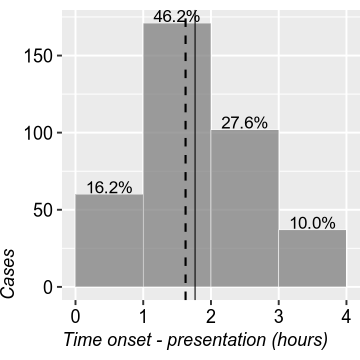 46.2%
150
27.6%
100
16.2%
50
10.0%
0
Cases
0 1 2 3 4
Time onset - presentation (hours)